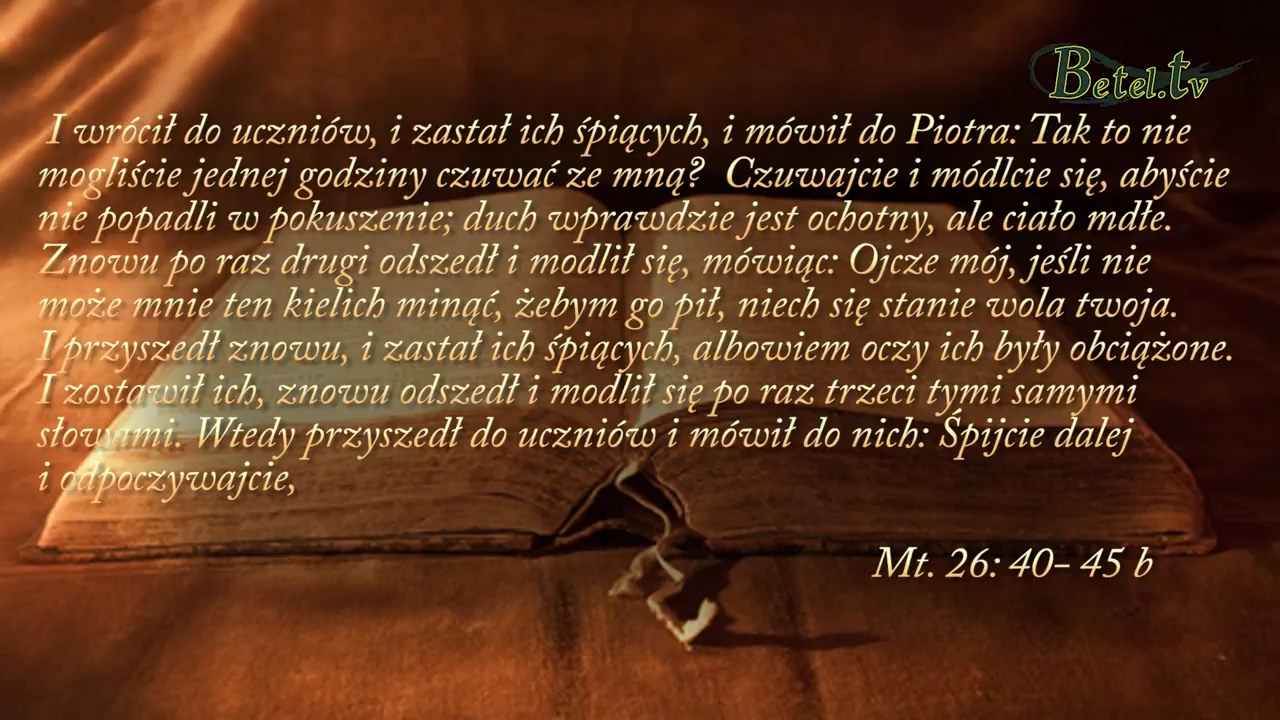 Betel.tv
I wrócił do uczniów, i zastał ich śpiących, i mówił do Piotra: Tak to nie
mogliście jednej godziny czuwać ze mną? Czuwajcie i módlcie się, abyście
nie popadli w pokuszenie; duch wprawdzie jest ochotny, ale ciało mdłe.
Znowu po raz drugi odszedł i modlił się, mówiąc: Ojcze mój, jeśli nie
może mnie ten kielich minąć, żebym go pił, niech się stanie wola twoja.
I przyszedł znowu, i zastał ich śpiących, albowiem oczy ich były obciążone.
I zostawił ich, znowu odszedł i modlił się po raz trzeci tymi samymi
słowami. Wtedy przyszedł do uczniów i mówił do nich: Śpijcie dalej
i odpoczywajcie,
Mt. 26: 40- 45 b